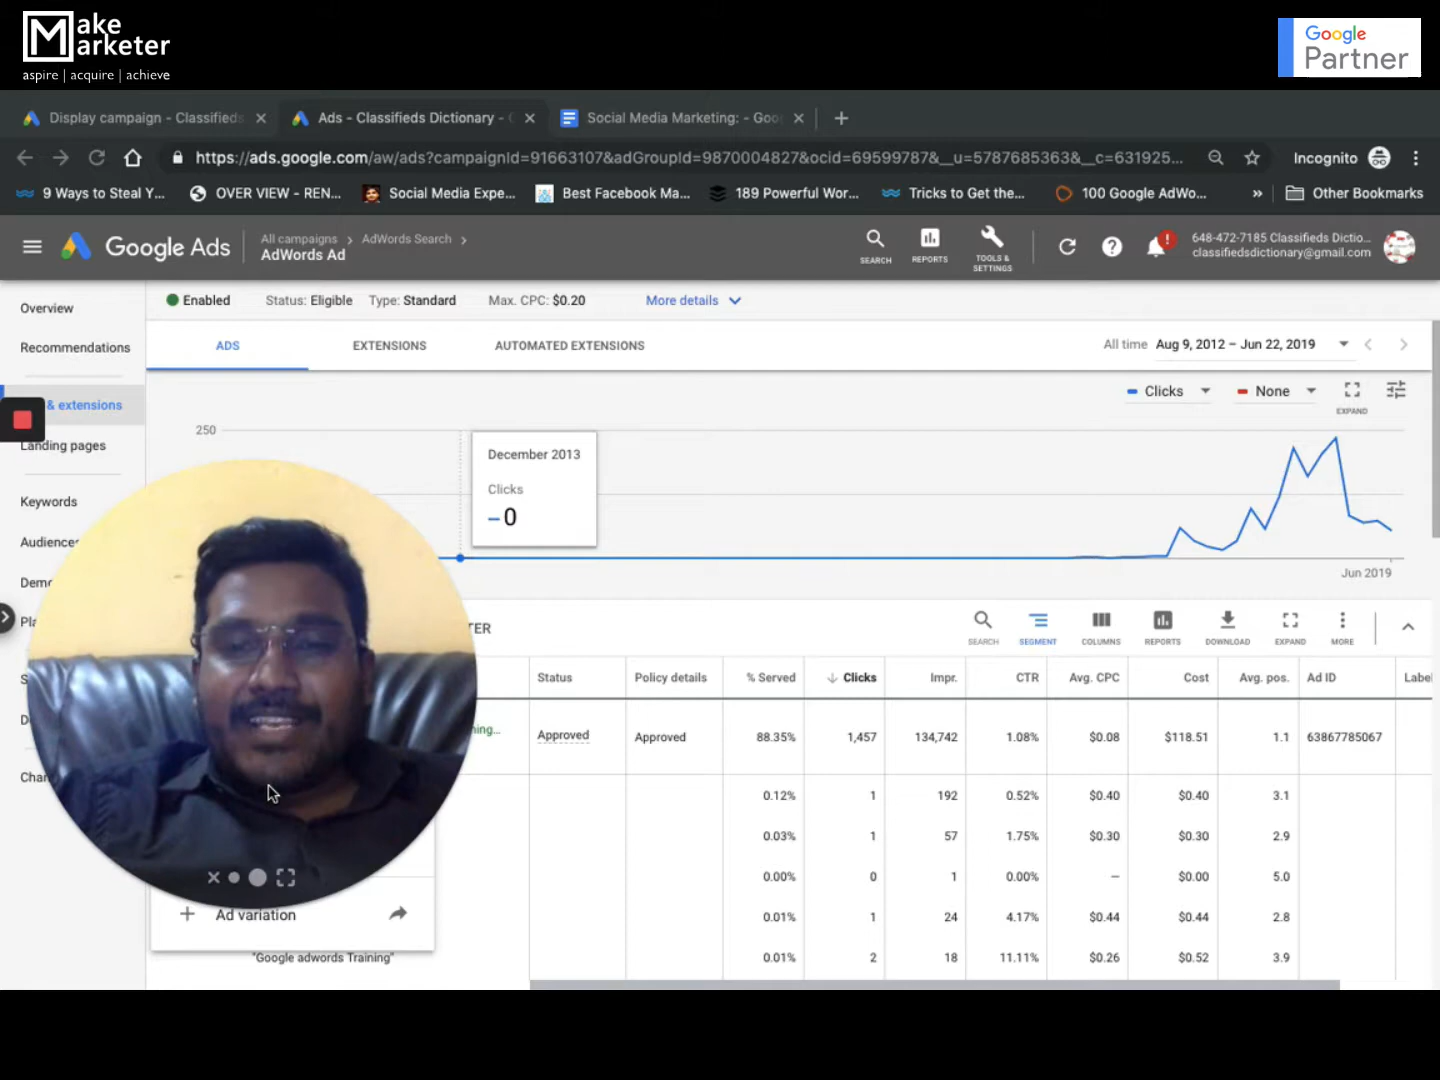 Make
Marketer
aspire | acquire | achieve
Google
Partner
Display campaign - Classifieds
Ads - Classifieds Dictionary -
Social Media Marketing: - Goo
https://ads.google.com/aw/ads?campaignId=91663107&adGroupId=9870004827&ocid=69599787&__u=5787685363&__c=631925...
Incognito
9 Ways to Steal Y...
OVER VIEW - REN...
Social Media Expe...
Best Facebook Ma...
189 Powerful Wor...
Tricks to Get the...
100 Google AdWo...
»
Other Bookmarks
Google Ads
All campaigns > AdWords Search >
AdWords Ad
SEARCH
REPORTS
TOOLS &
SETTINGS
648-472-7185 Classifieds Dictio...
classifiedsdictionary@gmail.com
Overview
Recommendations
& extensions
Landing pages
Keywords
Audiences
Enabled Status: Eligible Type: Standard Max. CPC: $0.20 More details
ADS EXTENSIONS AUTOMATED EXTENSIONS
All time Aug 9, 2012 – Jun 22, 2019
Clicks None
EXPAND
250
December 2013
Clicks
0
Jun 2019
TER
SEARCH SEGMENT COLUMNS REPORTS DOWNLOAD EXPAND MORE
Status Policy details % Served Clicks Impr. CTR Avg. CPC Cost Avg. pos. Ad ID Label
ning... Approved Approved 88.35% 1,457 134,742 1.08% $0.08 $118.51 1.1 63867785067
0.12% 1 192 0.52% $0.40 $0.40 3.1
0.03% 1 57 1.75% $0.30 $0.30 2.9
0.00% 0 1 0.00% — $0.00 5.0
0.01% 1 24 4.17% $0.44 $0.44 2.8
0.01% 2 18 11.11% $0.26 $0.52 3.9
+ Ad variation
"Google adwords Training"